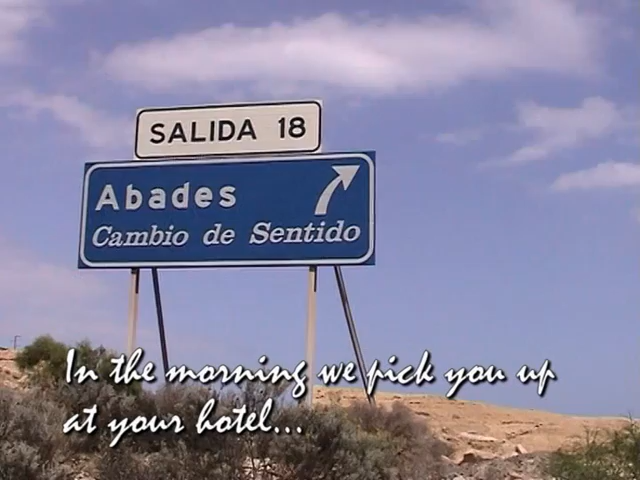 SALIDA 18
Abades
Cambio de Sentido
In the morning we pick you up
at your hotel...